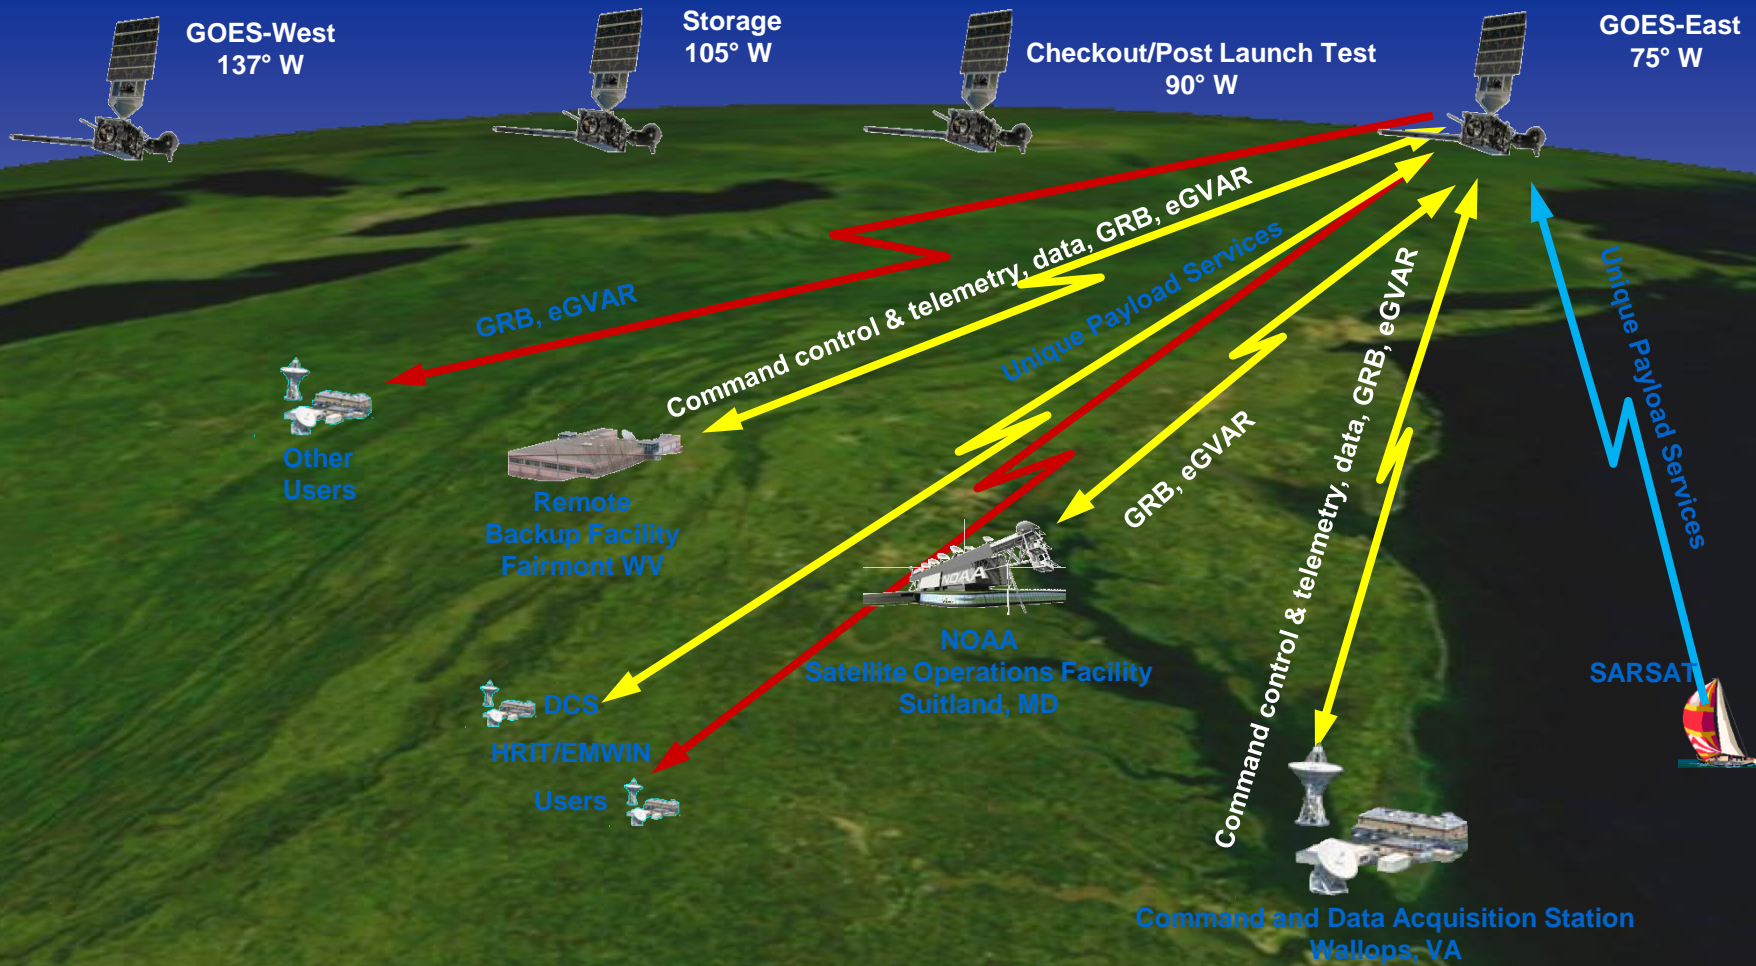 GOES-West
137° W
Storage
105° W
Checkout/Post Launch Test
90° W
GOES-East
75° W
GRB, eGVAR
Command control & telemetry, data, GRB, eGVAR
Unique Payload Services
GRB, eGVAR
Command control & telemetry, data, GRB, eGVAR
Unique Payload Services
Other
Users
Remote
Backup Facility
Fairmont WV
NOAA
NOAA
Satellite Operations Facility
Suitland, MD
SARSAT
DCS
HRIT/EMWIN
Users
Command and Data Acquisition Station
Wallops, VA